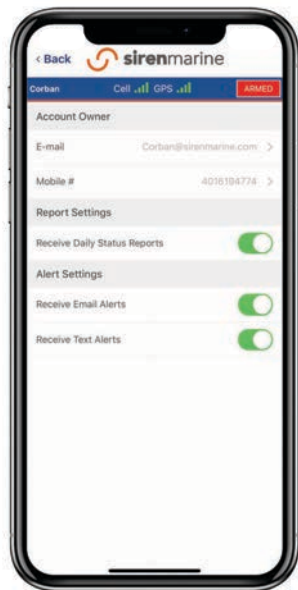 < Back sirenmarine
Corban Cell GPS ARMED
Account Owner
E-mail Corban@sirenmarine.com >
Mobile # 4016194774 >
Report Settings
Receive Daily Status Reports
Alert Settings
Receive Email Alerts
Receive Text Alerts